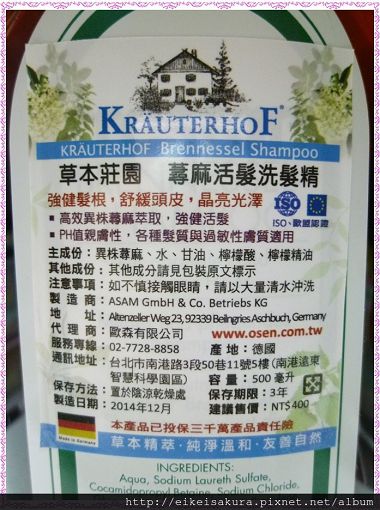 KRÄUTERHOF®
KRÄUTERHOF Brennessel Shampoo
草本莊園 蕁麻活髮洗髮精
強健髮根，舒緩頭皮，晶亮光澤
■ 高效異株蕁麻萃取，強健活髮
■ PH值親膚性，各種髮質與過敏性膚質適用
ISO
ISO、歐盟認證
主成份：異株蕁麻、水、甘油、檸檬酸、檸檬精油
其他成份：其他成分請見包裝原文標示
注意事項：如不慎接觸眼睛，請以大量清水沖洗
製造商：ASAM GmbH & Co. Betriebs KG
地址：Altenzeller Weg 23, 92339 Beilngries Aschbuch, Germany
代理商：歐森有限公司 www.osen.com.tw
服務專線：02-7728-8858 產地：德國
通訊地址：台北市南港路3段50巷11號5樓（南港遠東
智慧科學園區） 容量：500 毫升
保存方法：置於陰涼乾燥處 保存期限：3年
製造日期：2014年12月 建議售價：NT$400
Made in Germany
本產品已投保三千萬產品責任險
草本精萃·純淨溫和·友善自然
INGREDIENTS:
Aqua, Sodium Laureth Sulfate,
Cocamidopropyl Betaine, Sodium Chloride,
http://eikeisakura.pixnet.net/album